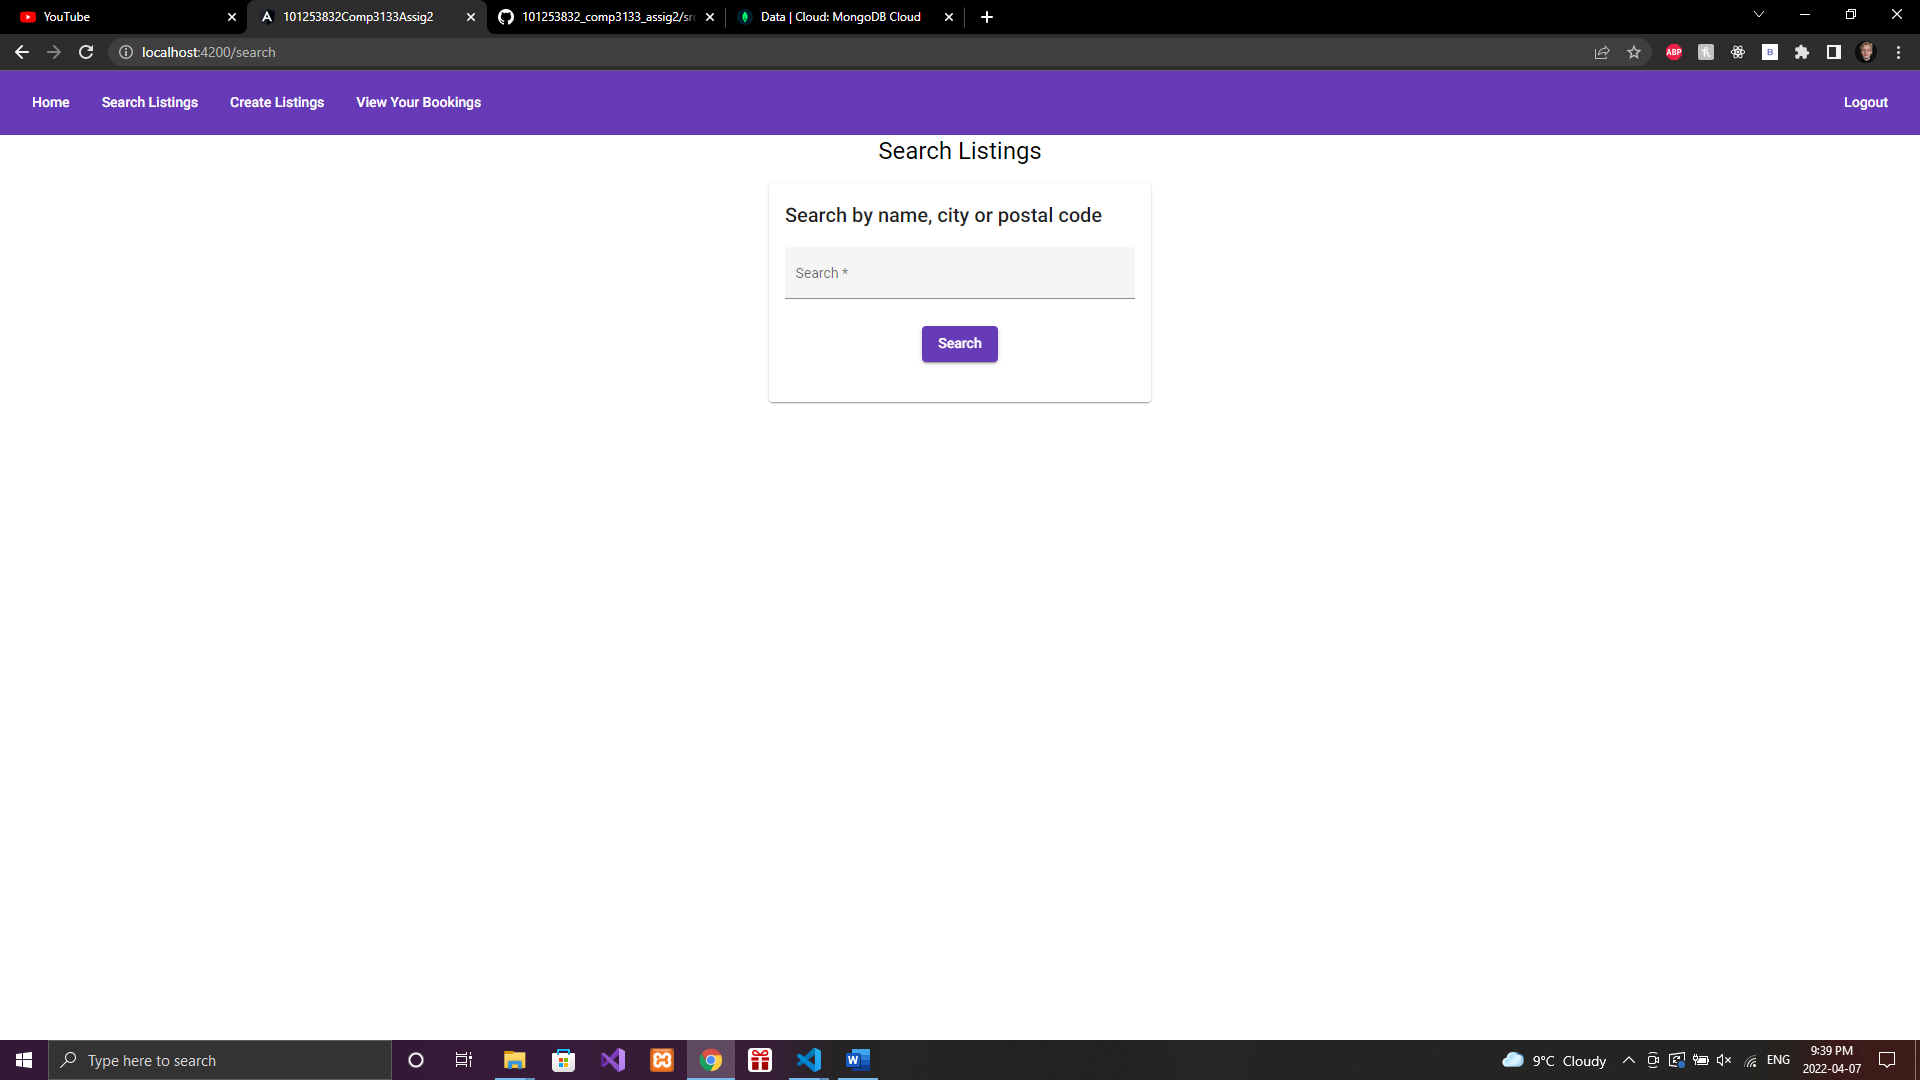 YouTube
101253832Comp3133Assig2
101253832_comp3133_assig2/src
Data | Cloud: MongoDB Cloud
localhost:4200/search
ABP
B
Home
Search Listings
Create Listings
View Your Bookings
Logout
Search Listings
Search by name, city or postal code
Search *
Search
Type here to search
9°C Cloudy
ENG
9:39 PM
2022-04-07